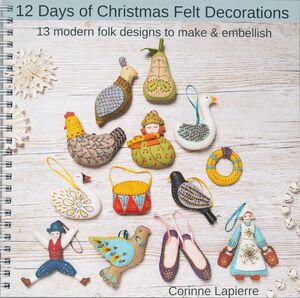 12 Days of Christmas Felt Decorations
13 modern folk designs to make & embellish
Corinne Lapierre